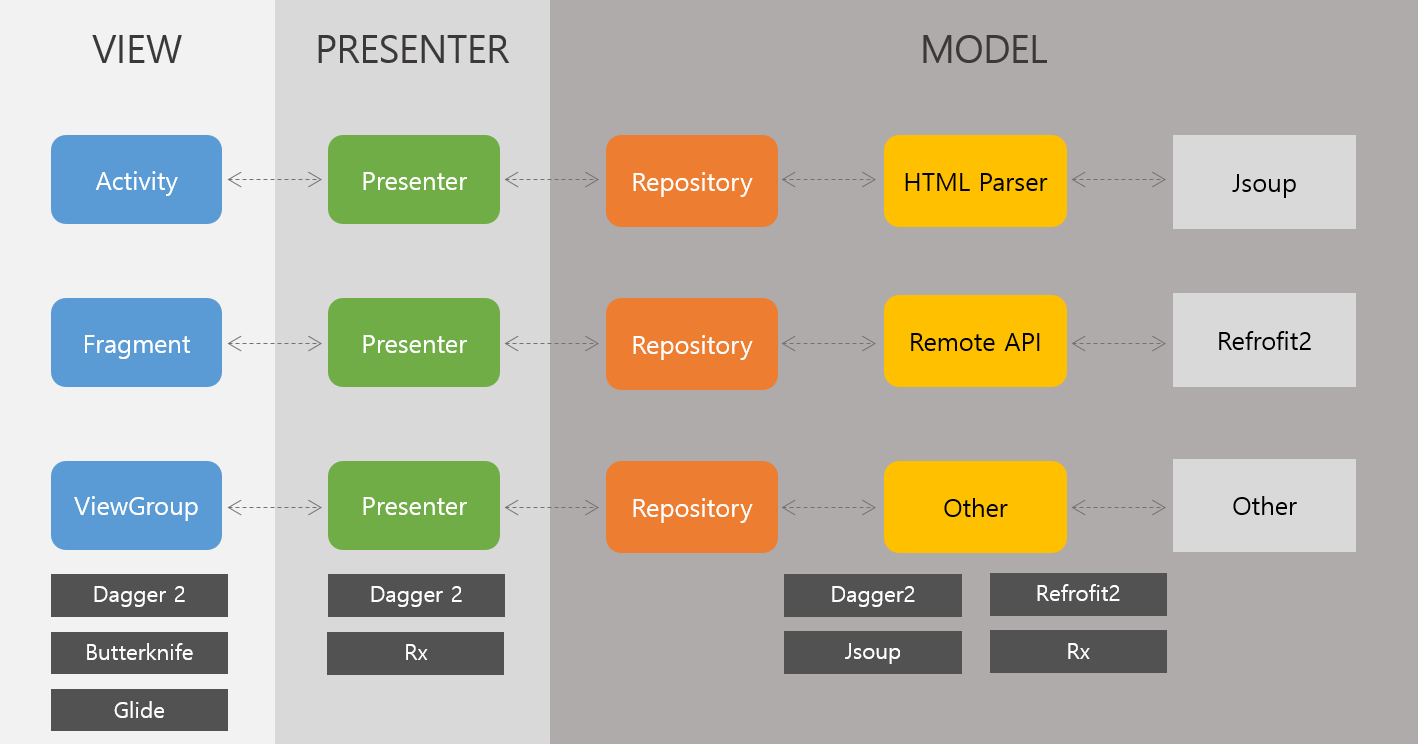 VIEW
PRESENTER
MODEL
Activity
Presenter
Repository
HTML Parser
Jsoup
Fragment
Presenter
Repository
Remote API
Refrofit2
ViewGroup
Presenter
Repository
Other
Other
Dagger 2
Dagger 2
Dagger2
Refrofit2
Butterknife
Rx
Jsoup
Rx
Glide